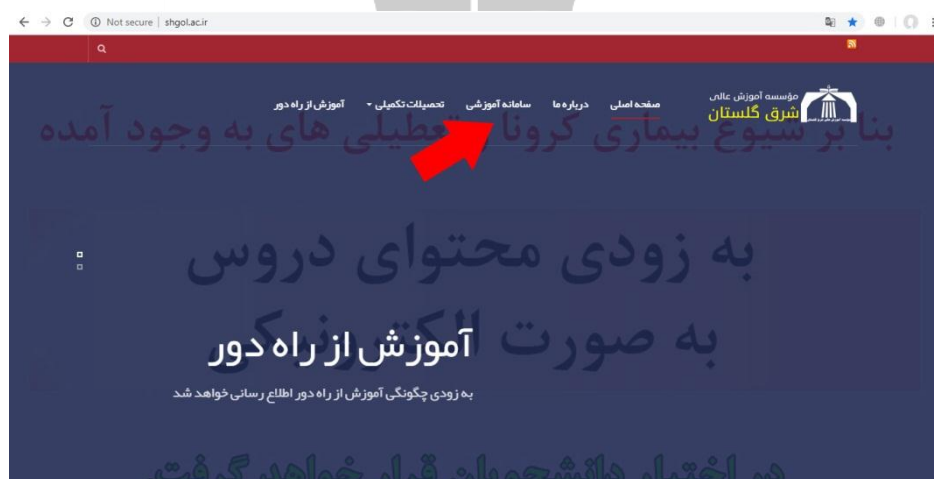 Not secure | shgol.ac.ir
مؤسسه آموزش عالی
شرق گلستان
صفحه اصلی
درباره ما
سامانه آموزشی
تحصیلات تکمیلی
آموزش از راه دور
بنا بر شیوع بیماری کرونا تعطیلی های به وجود آمده
به زودی محتوای دروس
به صورت الکترونیکی
آموزش از راه دور
به زودی چگونگی آموزش از راه دور اطلاع رسانی خواهد شد
در اختیار دانشجویان قرار خواهد گرفت